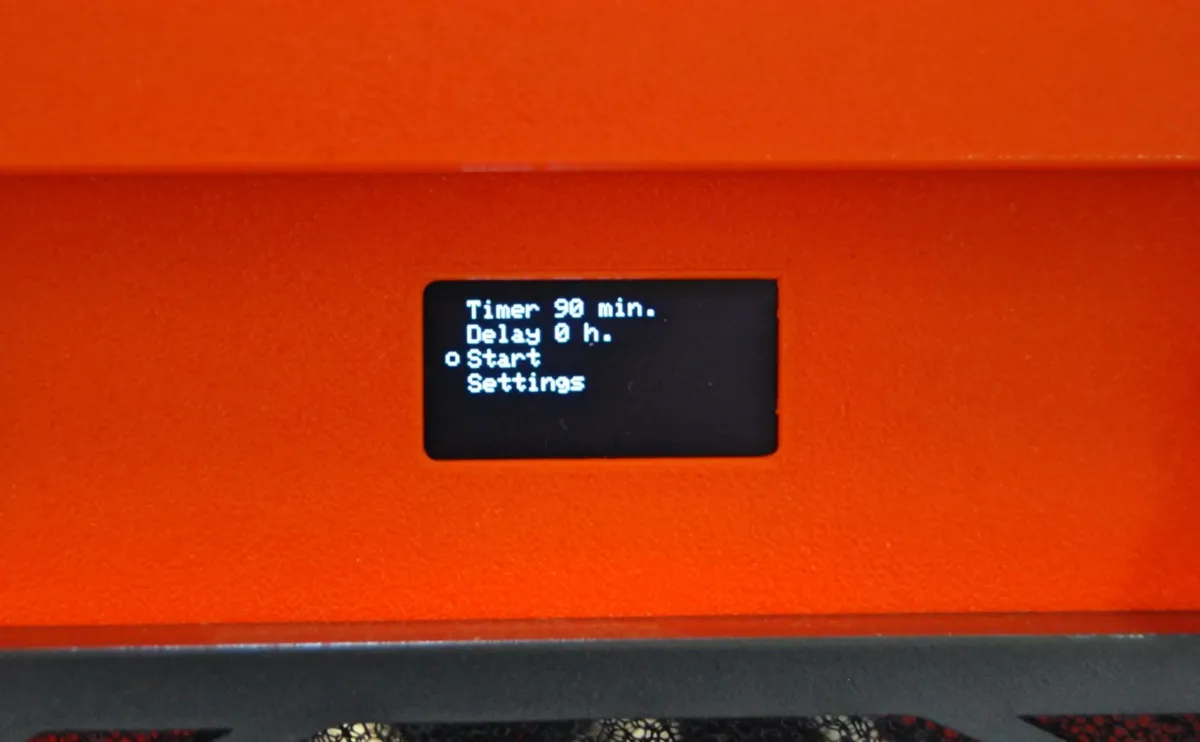 Timer 90 min.
Delay 0 h.
Start
Settings